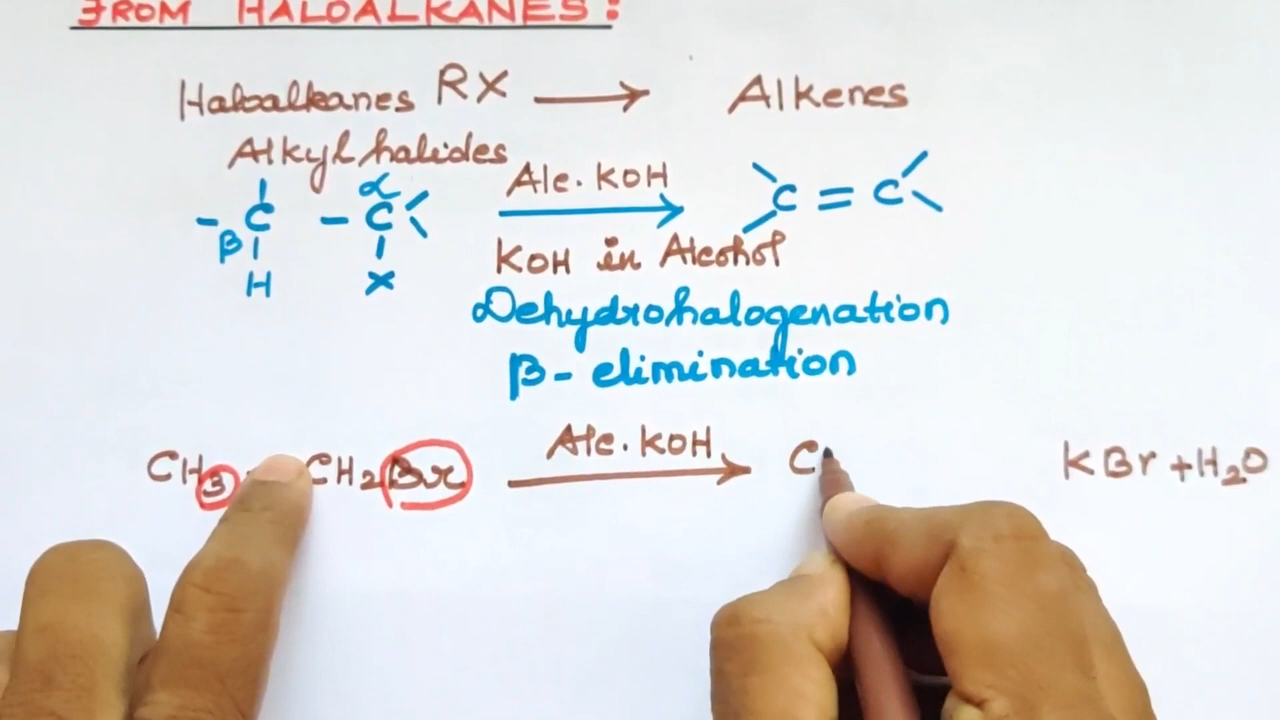 FROM HALOALKANES:
Haloalkanes RX ⟶ Alkenes
Alkyl halides
α
- C - C Alc. KOH C = C
β
H X KOH in Alcohol
Dehydrohalogenation
β- elimination
CH3 CH2Br Alc. KOH C KBr + H2O